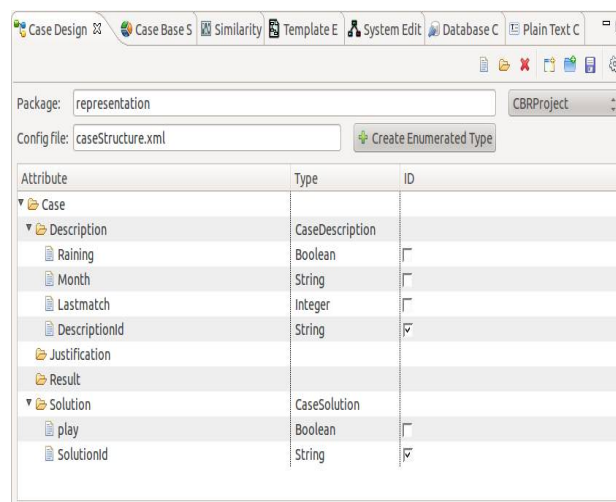 Case Design Case Base S Similarity Template E System Edit Database C Plain Text C
Package: representation CBRProject
Config file: caseStructure.xml Create Enumerated Type
Attribute Type ID
Case
Description CaseDescription
Raining Boolean
Month String
Lastmatch Integer
DescriptionId String
Justification
Result
Solution CaseSolution
play Boolean
SolutionId String